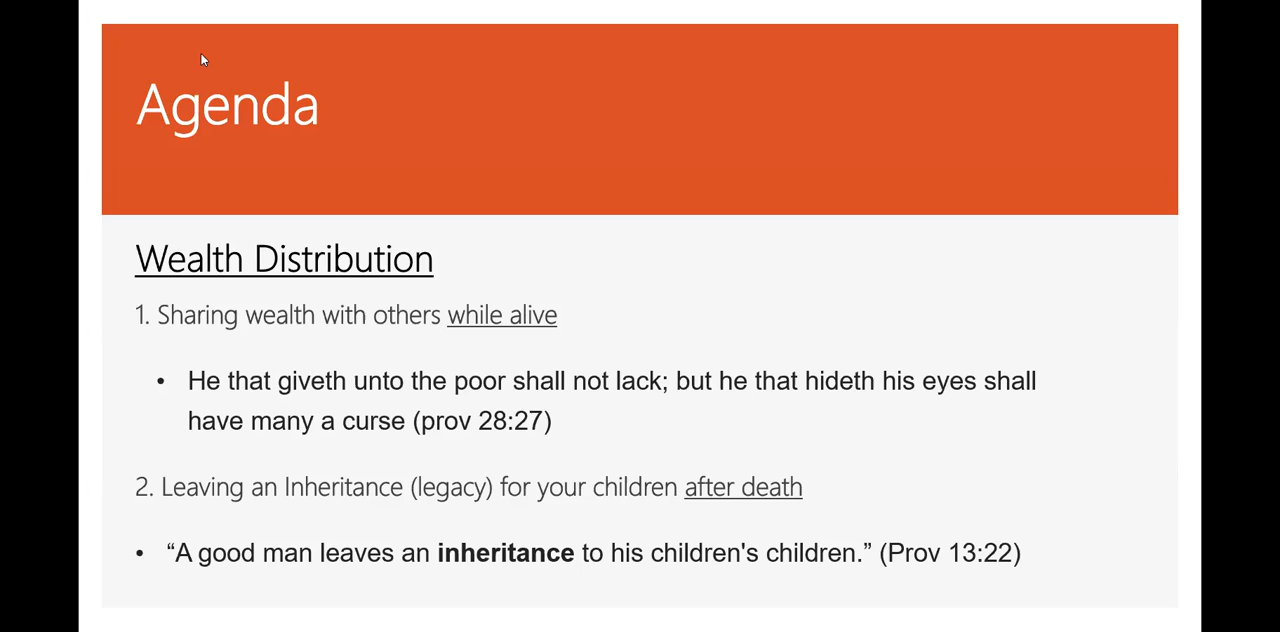 Agenda
Wealth Distribution
1. Sharing wealth with others while alive
• He that giveth unto the poor shall not lack; but he that hideth his eyes shall
have many a curse (prov 28:27)
2. Leaving an Inheritance (legacy) for your children after death
• “A good man leaves an inheritance to his children's children.” (Prov 13:22)